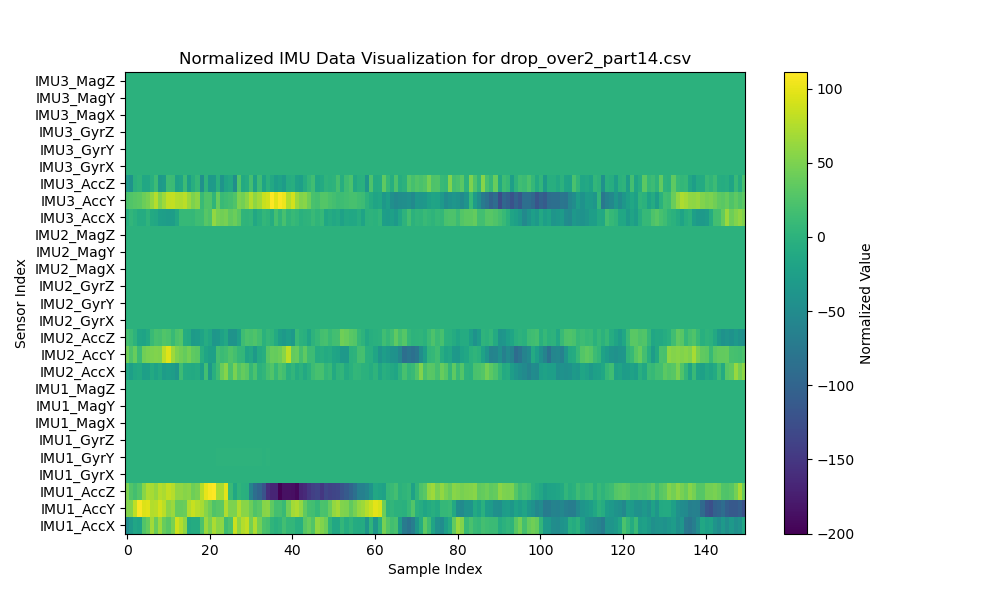 Normalized IMU Data Visualization for drop_over2_part14.csv
IMU3_MagZ
IMU3_MagY
IMU3_MagX
IMU3_GyrZ
IMU3_GyrY
IMU3_GyrX
IMU3_AccZ
IMU3_AccY
IMU3_AccX
IMU2_MagZ
IMU2_MagY
IMU2_MagX
IMU2_GyrZ
IMU2_GyrY
IMU2_GyrX
IMU2_AccZ
IMU2_AccY
IMU2_AccX
IMU1_MagZ
IMU1_MagY
IMU1_MagX
IMU1_GyrZ
IMU1_GyrY
IMU1_GyrX
IMU1_AccZ
IMU1_AccY
IMU1_AccX
Sensor Index
0 20 40 60 80 100 120 140
Sample Index
100
50
0
−50
−100
−150
−200
Normalized Value